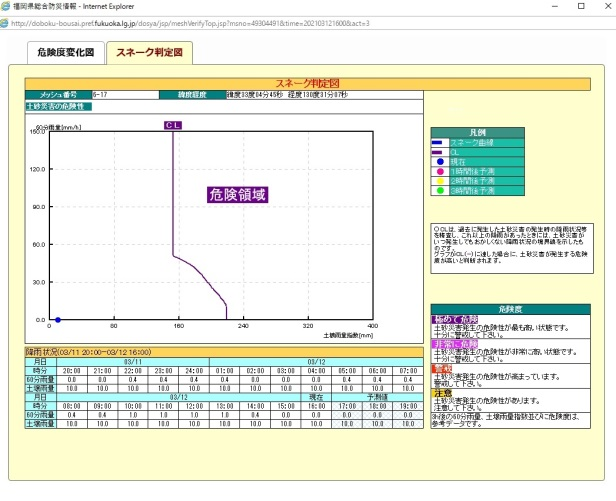 福岡県総合防災情報 - Internet Explorer
http://doboku-bousai.pref.fukuoka.lg.jp/dosya/jsp/meshVerifyTop.jsp?msno=49304491&time=202103121600&act=3
危険度変化図 スネーク判定図
スネーク判定図
メッシュ番号 6-17 緯度経度 緯度33度04分45秒 経度130度31分07秒
土砂災害の危険性
60分雨量[mm/h]
CL
150.0
120.0
危険領域
90.0
60.0
30.0
0.0
0 80 160 240 320 400
土壌雨量指数[mm]
凡例
スネーク曲線
CL
現在
1時間後予測
2時間後予測
3時間後予測
○CLは、過去に発生した土砂災害の発生時の降雨状況等
を検査し、これ以上の降雨があったときには、土砂災害が
いつ発生してもおかしくない降雨状況の境界線を示したも
のです。
グラフがCL(−)に達した場合に、土砂災害が発生する危険
度が高いと判断されます。
危険度
極めて危険
土砂災害発生の危険性が最も高い状態です。
十分に警戒して下さい。
非常に危険
土砂災害発生の危険性が非常に高い状態です。
十分に警戒して下さい。
警戒
土砂災害発生の危険性が高まっています。
警戒して下さい。
注意
土砂災害発生の危険性があります。
注意して下さい。
3h後の60分雨量、土壌雨量指数並びに危険度は、
参考データです。
降雨状況(03/11 20:00~03/12 16:00)
月日 03/11 03/12
時分 20:00 21:00 22:00 23:00 24:00 01:00 02:00 03:00 04:00 05:00 06:00 07:00
60分雨量 0.0 0.0 0.4 0.4 0.4 0.0 0.0 0.0 0.0 0.4 0.4 0.4
土壌雨量 10.0 10.0 10.0 10.0 10.0 10.0 10.0 10.0 10.0 10.0 10.0 10.0
月日 03/12 現在 予測値
時分 08:00 09:00 10:00 11:00 12:00 13:00 14:00 15:00 16:00 17:00 18:00 19:00
60分雨量 0.4 0.4 1.0 1.0 1.0 0.4 0.0 0.0 0.0 0.0 0.0 0.0
土壌雨量 10.0 10.0 10.0 10.0 10.0 10.0 10.0 10.0 10.0 10.0 10.0 10.0